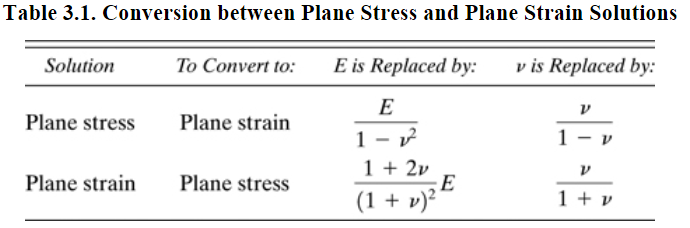 Table 3.1. Conversion between Plane Stress and Plane Strain Solutions
Solution To Convert to: E is Replaced by: ν is Replaced by:
Plane stress Plane strain E / (1 − ν²) ν / (1 − ν)
Plane strain Plane stress (1 + 2ν) / (1 + ν)² E ν / (1 + ν)